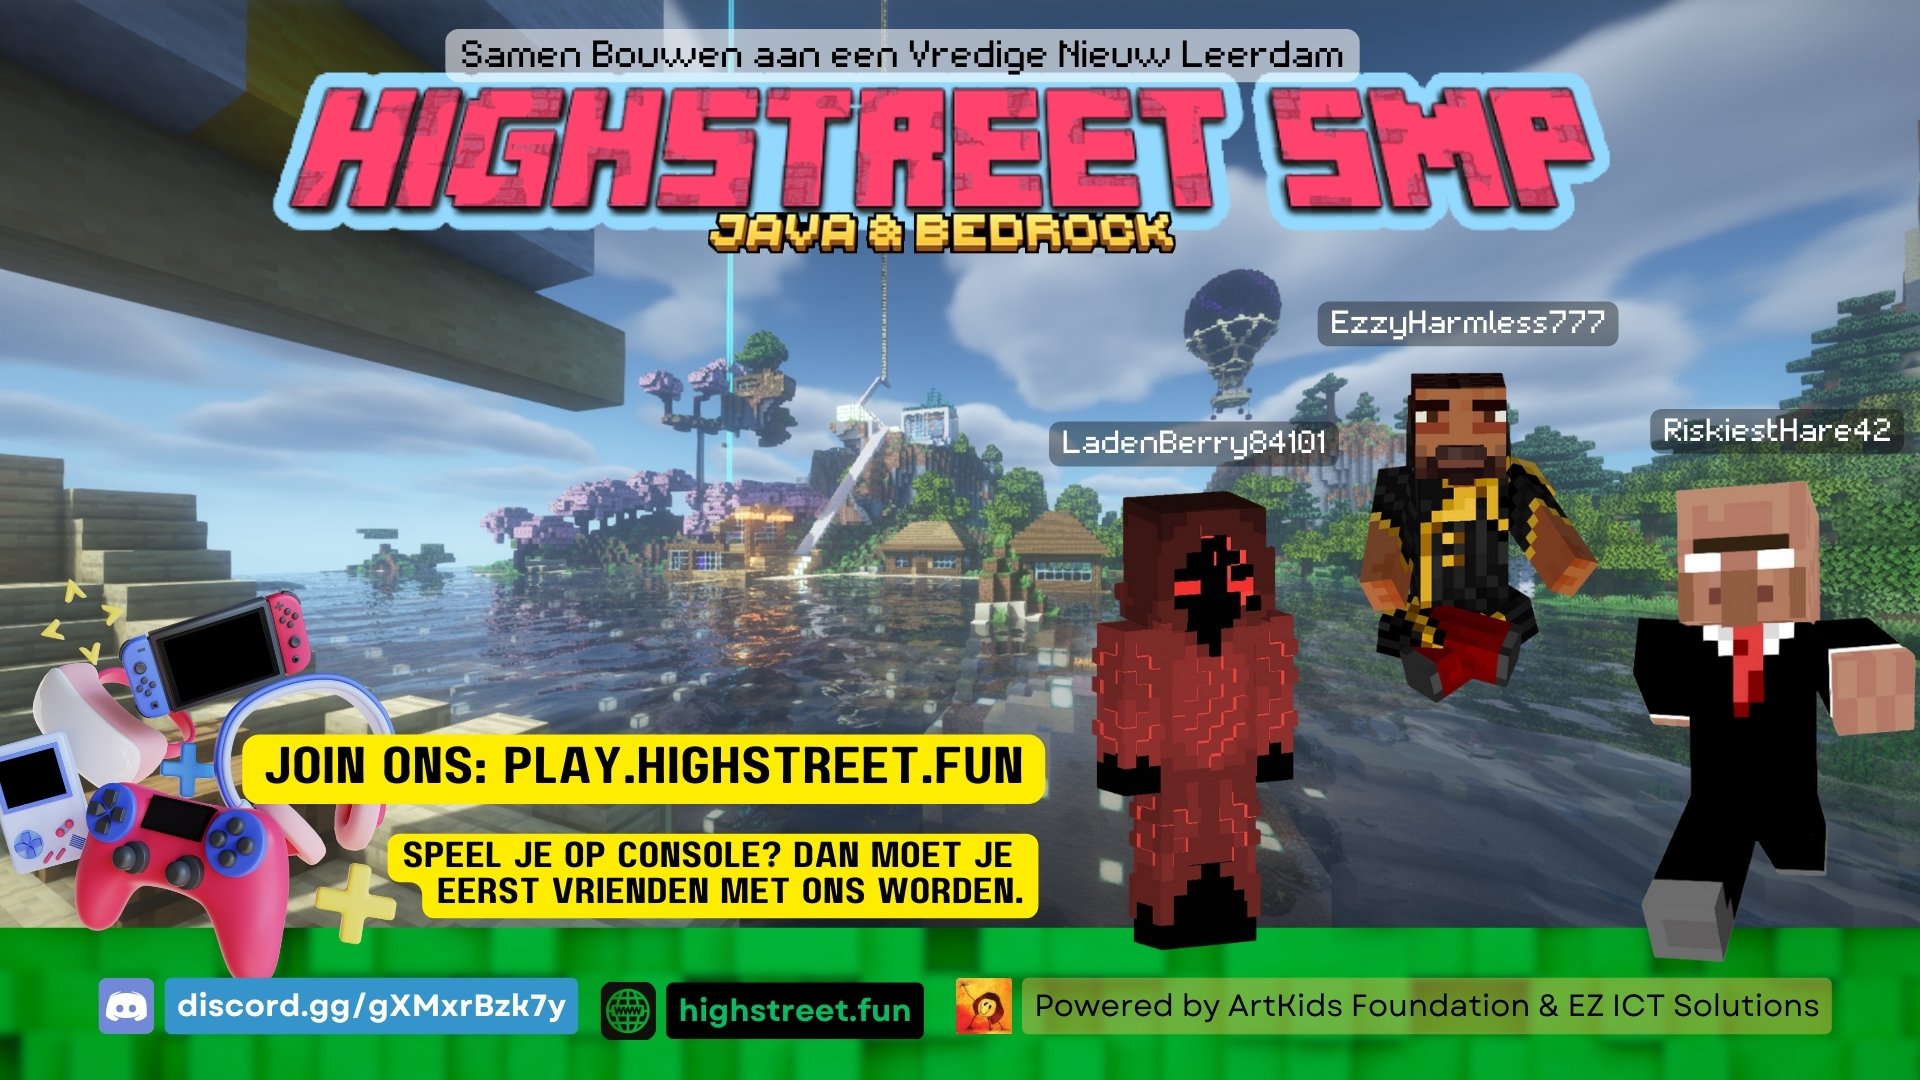 Samen Bouwen aan een Vredige Nieuw Leerdam
HIGHSTREET SMP
JAVA & BEDROCK
EzzyHarmless777
RiskiestHare42
LadenBerry84101
JOIN ONS: PLAY.HIGHSTREET.FUN
SPEEL JE OP CONSOLE? DAN MOET JE
EERST VRIENDEN MET ONS WORDEN.
discord.gg/gXMxrBzk7y
WWW
highstreet.fun
Powered by ArtKids Foundation & EZ ICT Solutions